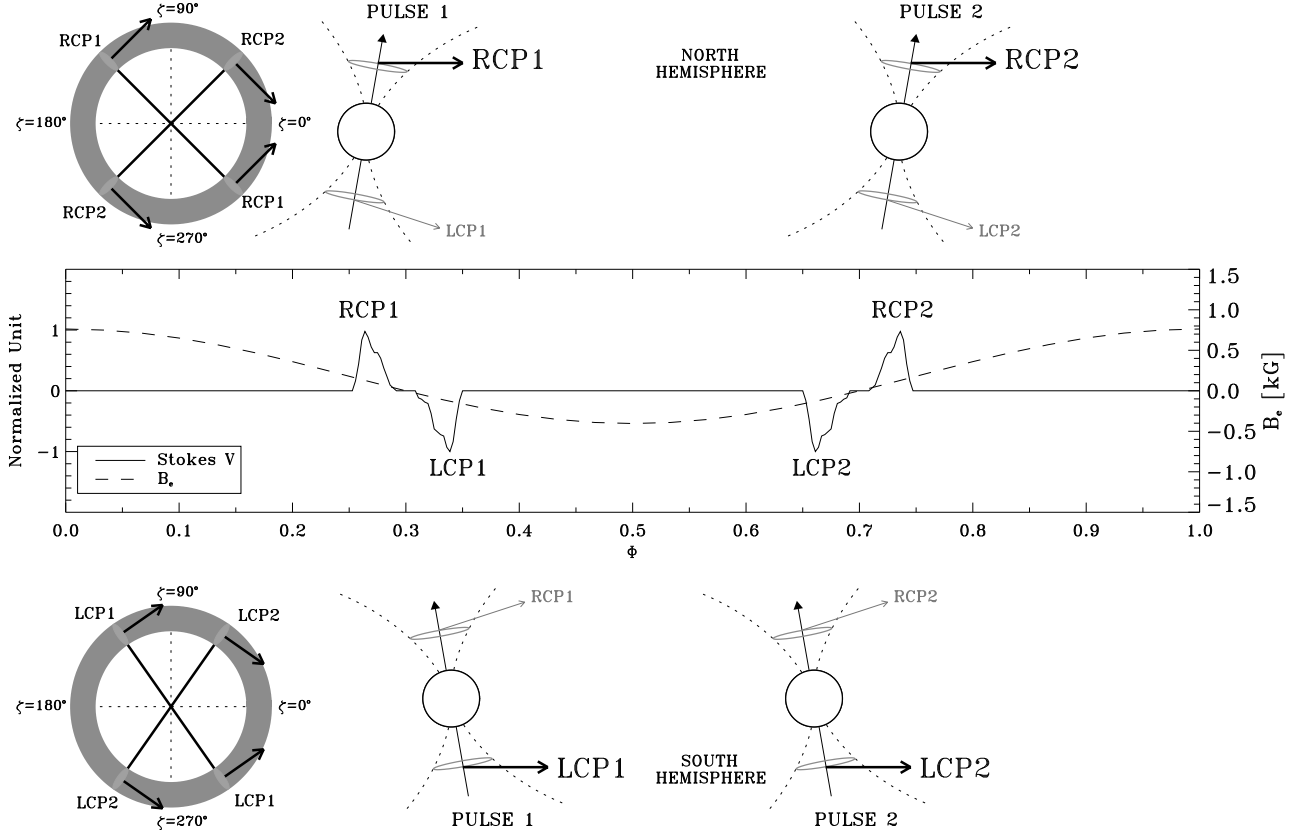 ζ=90°
RCP1
RCP2
ζ=180°
ζ=0°
RCP2
RCP1
ζ=270°
PULSE 1
RCP1
LCP1
NORTH
HEMISPHERE
PULSE 2
RCP2
LCP2
Normalized Unit
1
0
-1
RCP1
LCP1
RCP2
LCP2
Stokes V
Be
1.5
1.0
0.5
0.0
-0.5
-1.0
-1.5
Be [kG]
0.0 0.1 0.2 0.3 0.4 0.5 0.6 0.7 0.8 0.9 1.0
Φ
ζ=90°
LCP1
LCP2
ζ=180°
ζ=0°
LCP2
LCP1
ζ=270°
RCP1
LCP1
PULSE 1
SOUTH
HEMISPHERE
RCP2
LCP2
PULSE 2